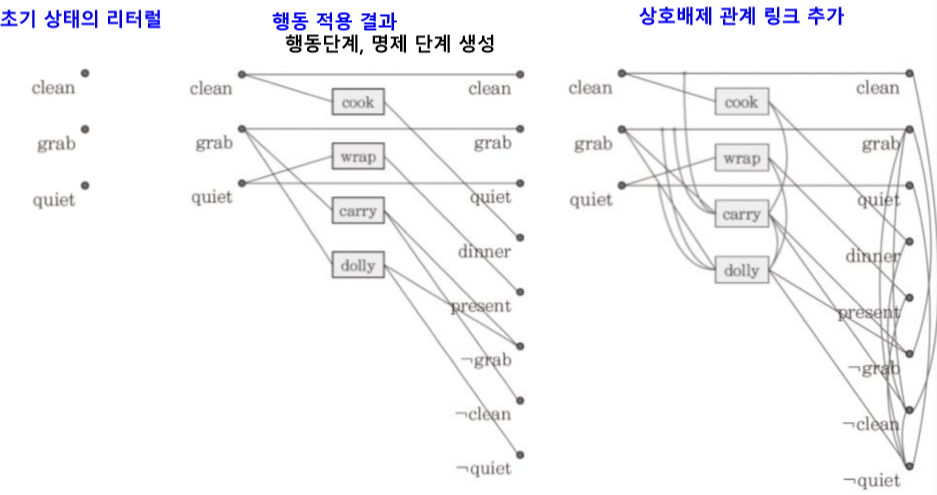 초기 상태의 리터럴
clean
grab
quiet
행동 적용 결과
행동단계, 명제 단계 생성
clean
grab
quiet
cook
wrap
carry
dolly
clean
grab
quiet
dinner
present
¬grab
¬clean
¬quiet
상호배제 관계 링크 추가
clean
grab
quiet
cook
wrap
carry
dolly
clean
grab
quiet
dinner
present
¬grab
¬clean
¬quiet